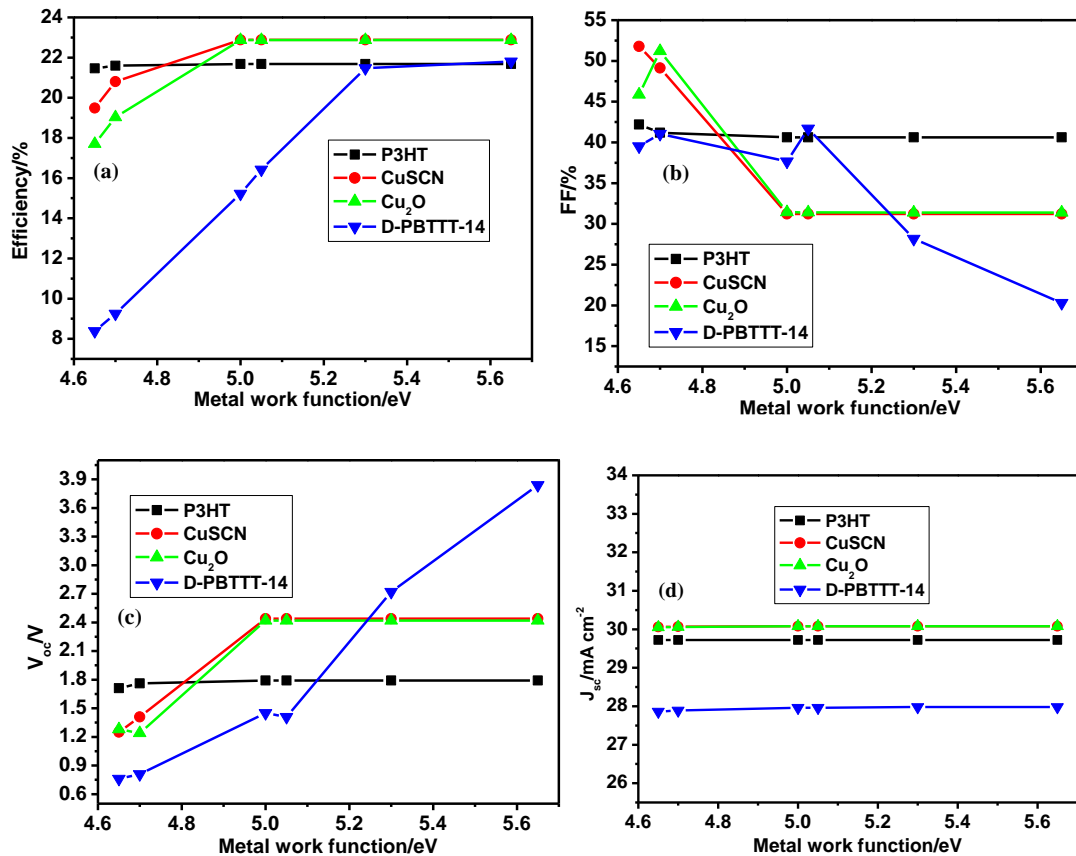 24
22
20
18
16
14
12
10
8
Efficiency/%
(a)
P3HT
CuSCN
Cu₂O
D-PBTTT-14
4.6 4.8 5.0 5.2 5.4 5.6
Metal work function/eV
55
50
45
40
35
30
25
20
15
FF/%
(b)
P3HT
CuSCN
Cu₂O
D-PBTTT-14
4.6 4.8 5.0 5.2 5.4 5.6
Metal work function/eV
3.9
3.6
3.3
3.0
2.7
2.4
2.1
1.8
1.5
1.2
0.9
0.6
V_oc/V
P3HT
CuSCN
Cu₂O
D-PBTTT-14
(c)
4.6 4.8 5.0 5.2 5.4 5.6
Metal work function/eV
34
33
32
31
30
29
28
27
26
J_sc/mA cm⁻²
P3HT
CuSCN
Cu₂O
D-PBTTT-14
(d)
4.6 4.8 5.0 5.2 5.4 5.6
Metal work function/eV